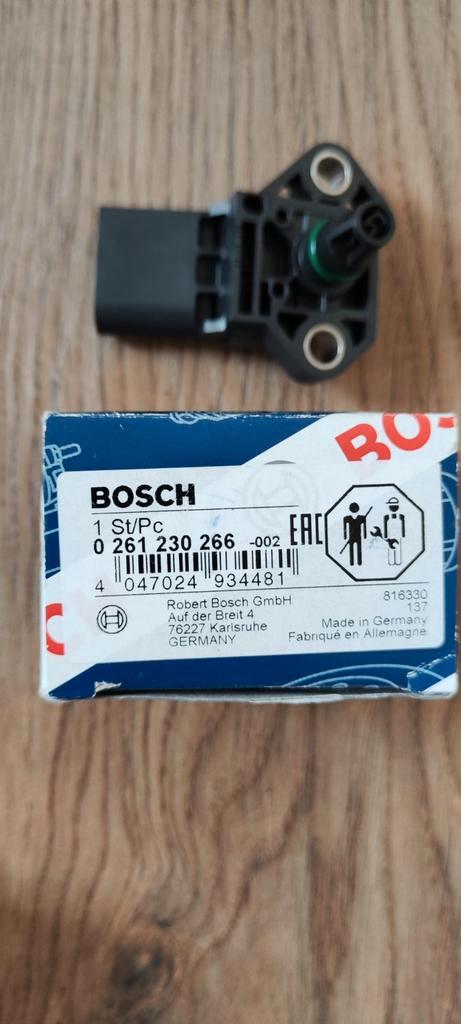 BO
BOSCH
1 St/Pc
0 261 230 266 -002
EAC
4 047024 934481
Robert Bosch GmbH
Auf der Breit 4
76227 Karlsruhe
GERMANY
816330
137
Made in Germany
Fabriqué en Allemagne